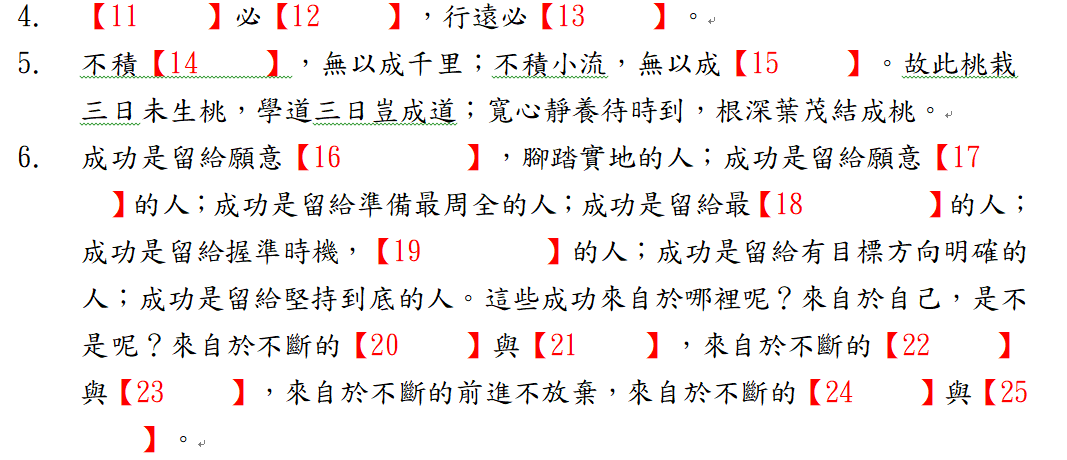 4. 【11 】必【12 】，行遠必【13 】。
5. 不積【14 】，無以成千里；不積小流，無以成【15 】。故此桃栽
三日未生桃，學道三日豈成道；寬心靜養待時到，根深葉茂結成桃。
6. 成功是留給願意【16 】，腳踏實地的人；成功是留給願意【17
】的人；成功是留給準備最周全的人；成功是留給最【18 】的人；
成功是留給握準時機，【19 】的人；成功是留給有目標方向明確的
人；成功是留給堅持到底的人。這些成功來自於哪裡呢？來自於自己，是不
是呢？來自於不斷的【20 】與【21 】，來自於不斷的【22 】
與【23 】，來自於不斷的前進不放棄，來自於不斷的【24 】與【25
】。